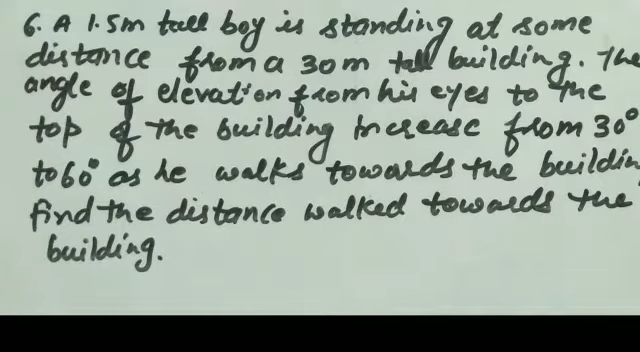 6. A 1.5m tall boy is standing at some
distance from a 30m tall building. The
angle of elevation from his eyes to the
top of the building increase from 30°
to 60° as he walks towards the buildin
find the distance walked towards the
building.